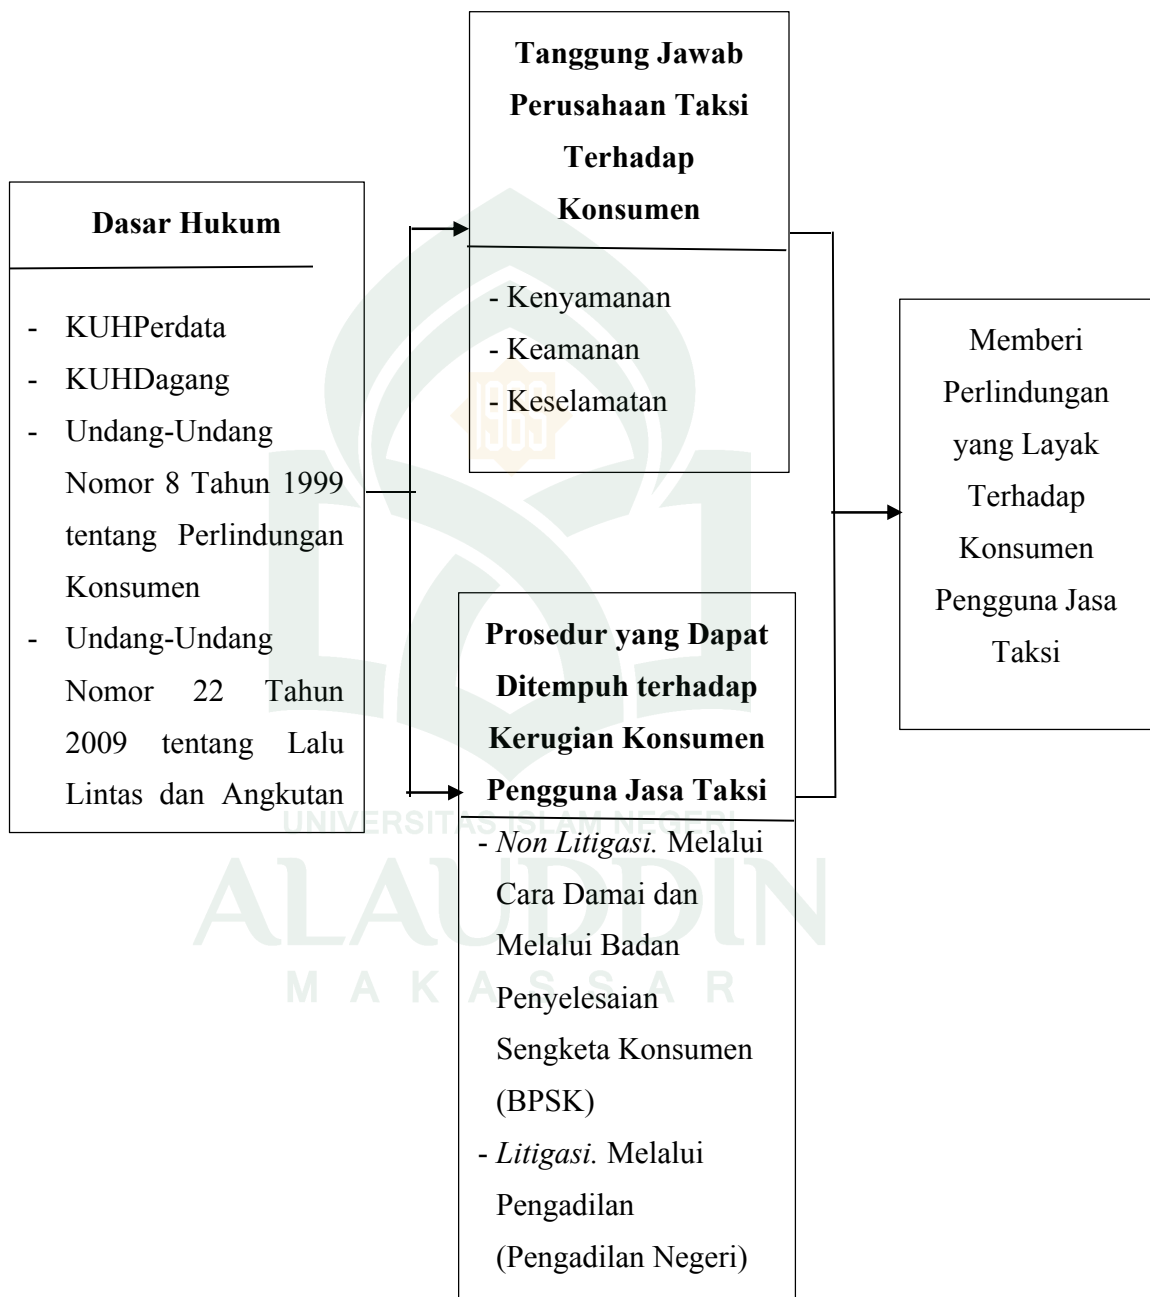 Dasar Hukum
- KUHPerdata
- KUHDagang
- Undang-Undang
Nomor 8 Tahun 1999
tentang Perlindungan
Konsumen
- Undang-Undang
Nomor 22 Tahun
2009 tentang Lalu
Lintas dan Angkutan
Tanggung Jawab
Perusahaan Taksi
Terhadap
Konsumen
- Kenyamanan
- Keamanan
- Keselamatan
Prosedur yang Dapat
Ditempuh terhadap
Kerugian Konsumen
Pengguna Jasa Taksi
- Non Litigasi. Melalui
Cara Damai dan
Melalui Badan
Penyelesaian
Sengketa Konsumen
(BPSK)
- Litigasi. Melalui
Pengadilan
(Pengadilan Negeri)
Memberi
Perlindungan
yang Layak
Terhadap
Konsumen
Pengguna Jasa
Taksi
1965
UNIVERSITAS ISLAM NEGERI
ALAUDDIN
MAKASSAR